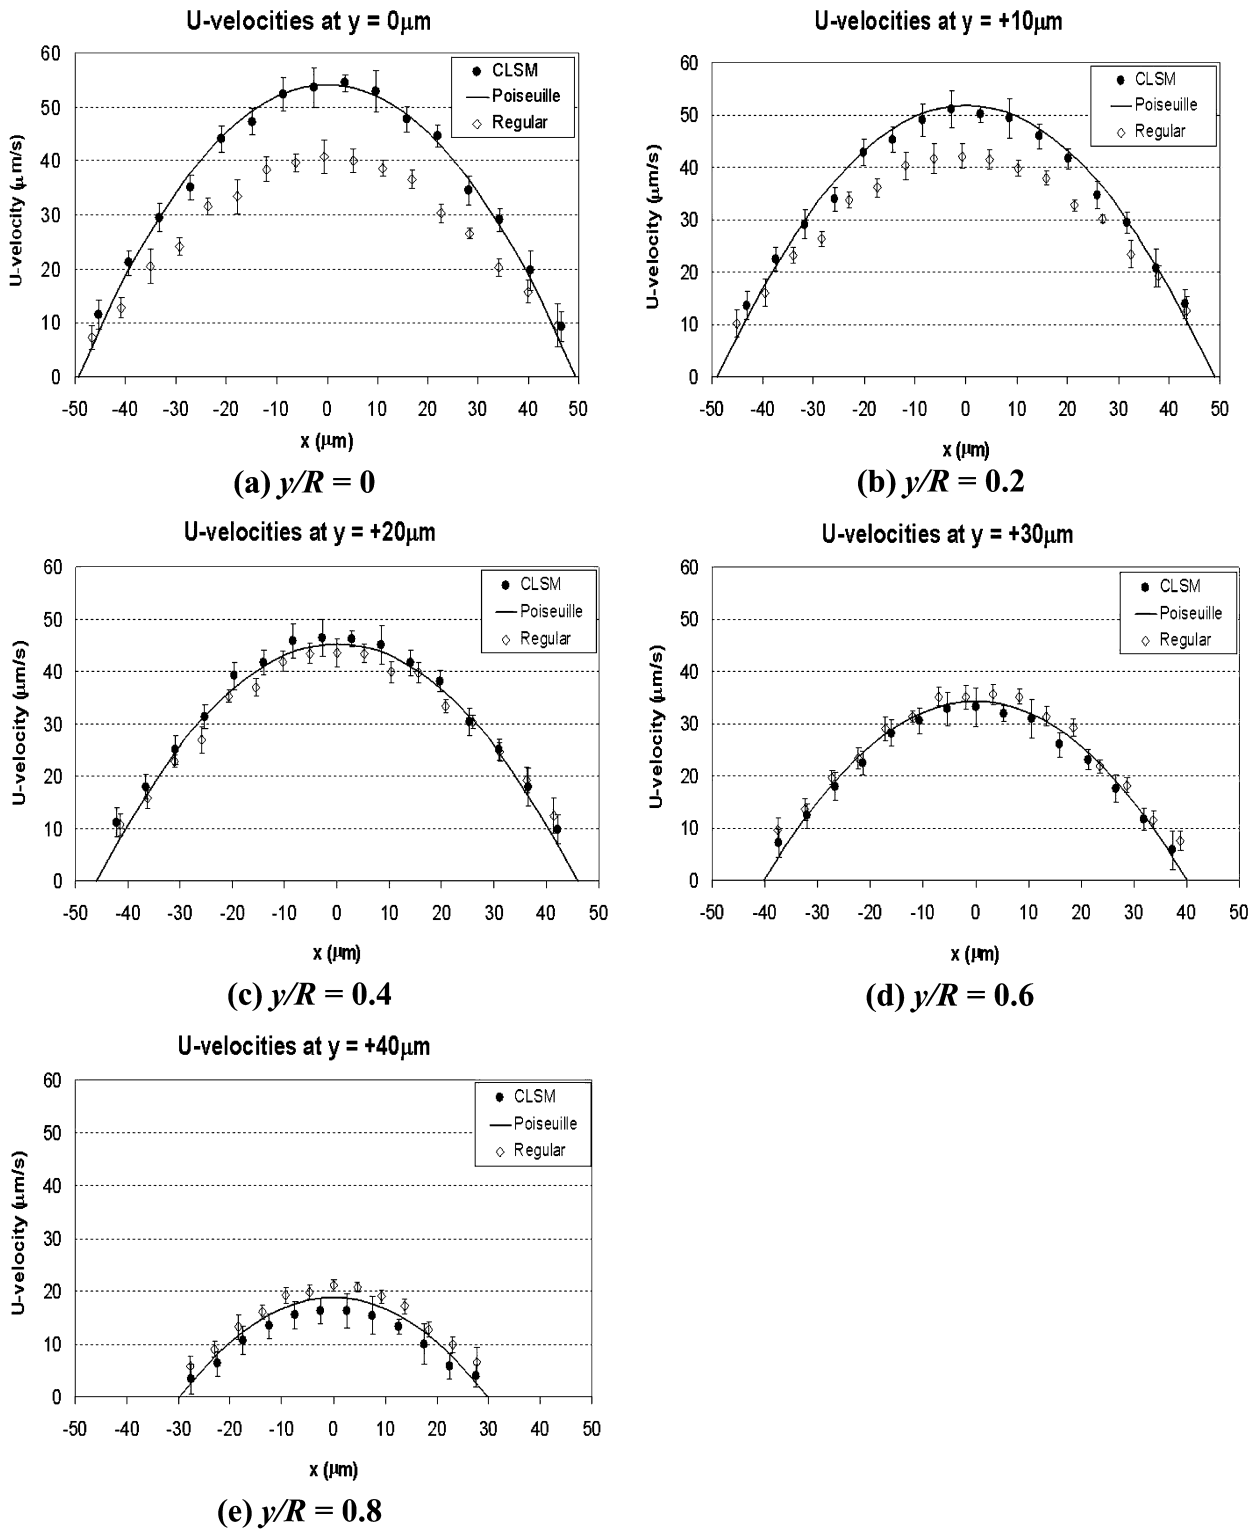 U-velocities at y = 0μm
60
50
40
30
20
10
0
U-velocity (μm/s)
CLSM
Poiseuille
Regular
-50 -40 -30 -20 -10 0 10 20 30 40 50
x (μm)
(a) y/R = 0
U-velocities at y = +10μm
60
50
40
30
20
10
0
U-velocity (μm/s)
CLSM
Poiseuille
Regular
-50 -40 -30 -20 -10 0 10 20 30 40 50
x (μm)
(b) y/R = 0.2
U-velocities at y = +20μm
60
50
40
30
20
10
0
U-velocity (μm/s)
CLSM
Poiseuille
Regular
-50 -40 -30 -20 -10 0 10 20 30 40 50
x (μm)
(c) y/R = 0.4
U-velocities at y = +30μm
60
50
40
30
20
10
0
U-velocity (μm/s)
CLSM
Poiseuille
Regular
-50 -40 -30 -20 -10 0 10 20 30 40 50
x (μm)
(d) y/R = 0.6
U-velocities at y = +40μm
60
50
40
30
20
10
0
U-velocity (μm/s)
CLSM
Poiseuille
Regular
-50 -40 -30 -20 -10 0 10 20 30 40 50
x (μm)
(e) y/R = 0.8